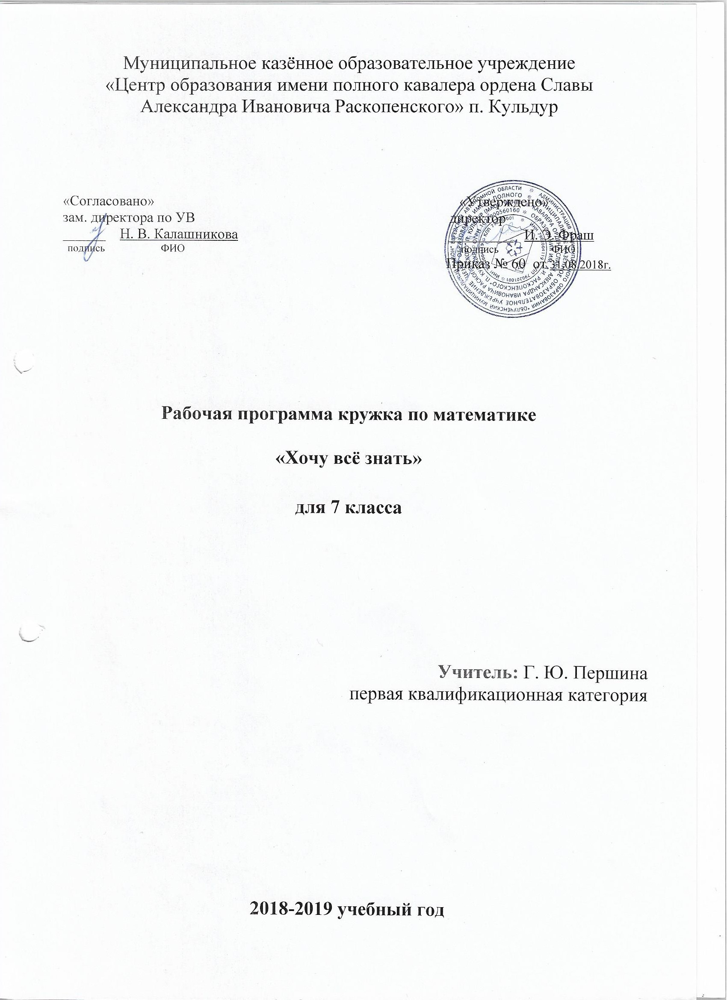 Муниципальное казённое образовательное учреждение
«Центр образования имени полного кавалера ордена Славы
Александра Ивановича Раскопенского» п. Кульдур
«Согласовано»
зам. директора по УВ
Н. В. Калашникова
подпись ФИО
«Утверждено»
директор
И. Э. Фраш
подпись ФИО
Приказ № 60 от 31.08.2018г.
Рабочая программа кружка по математике
«Хочу всё знать»
для 7 класса
Учитель: Г. Ю. Першина
первая квалификационная категория
2018-2019 учебный год